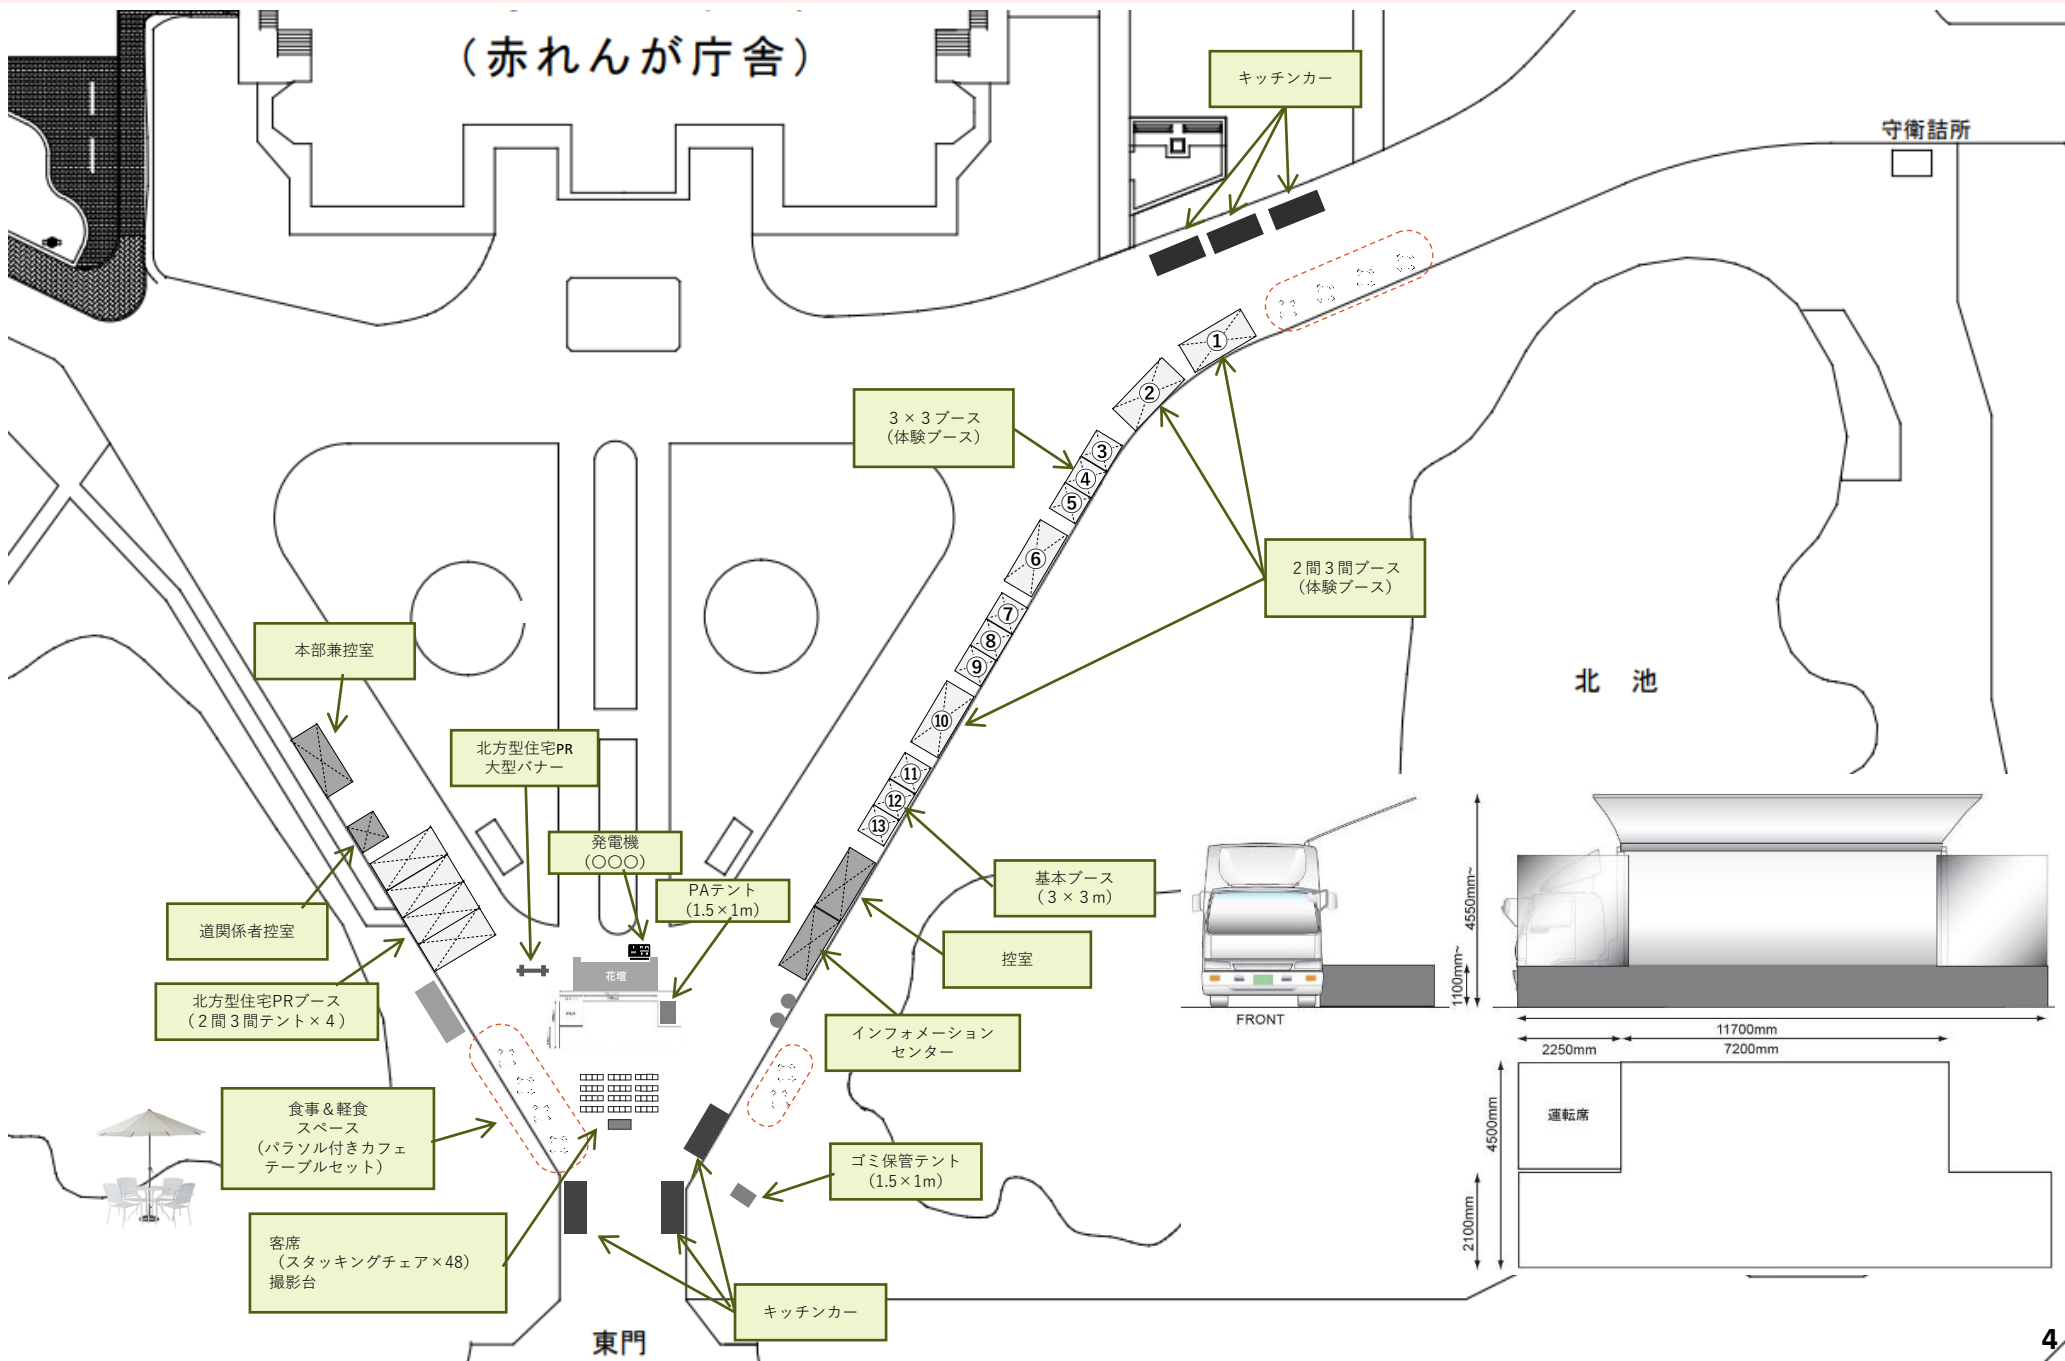 （赤れんが庁舎）
キッチンカー
守衛詰所
①
②
3×3ブース
（体験ブース）
③
④
⑤
⑥
2間3間ブース
（体験ブース）
⑦
⑧
⑨
本部兼控室
北　池
⑩
北方型住宅PR
大型バナー
⑪
⑫
⑬
発電機
（○○○）
PAテント
（1.5×1m）
基本ブース
（3×3m）
道関係者控室
控室
花壇
北方型住宅PRブース
（2間3間テント×4）
インフォメーション
センター
FRONT
4550mm~
1100mm~
11700mm
2250mm
7200mm
食事＆軽食
スペース
（パラソル付きカフェ
テーブルセット）
4500mm
運転席
2100mm
ゴミ保管テント
（1.5×1m）
客席
（スタッキングチェア×48）
撮影台
キッチンカー
東門
4